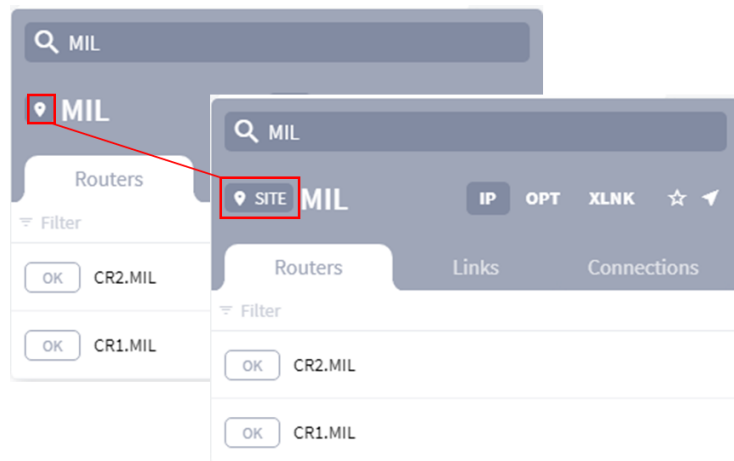 MIL
MIL
Routers
Filter
OK CR2.MIL
OK CR1.MIL
MIL
SITE MIL IP OPT XLNK
Routers Links Connections
Filter
OK CR2.MIL
OK CR1.MIL